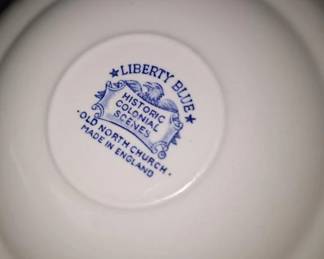 ★LIBERTY BLUE★
HISTORIC
COLONIAL
SCENES
·OLD NORTH CHURCH·
MADE IN ENGLAND